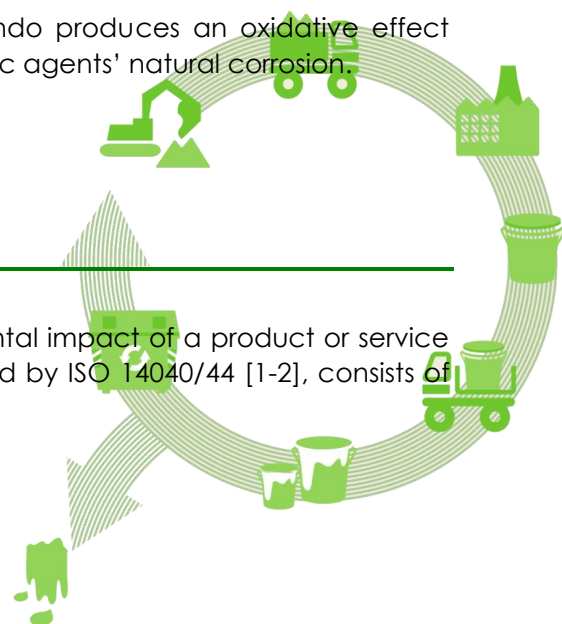 ndo produces an oxidative effect
c agents’ natural corrosion.
ntal impact of a product or service
d by ISO 14040/44 [1-2], consists of